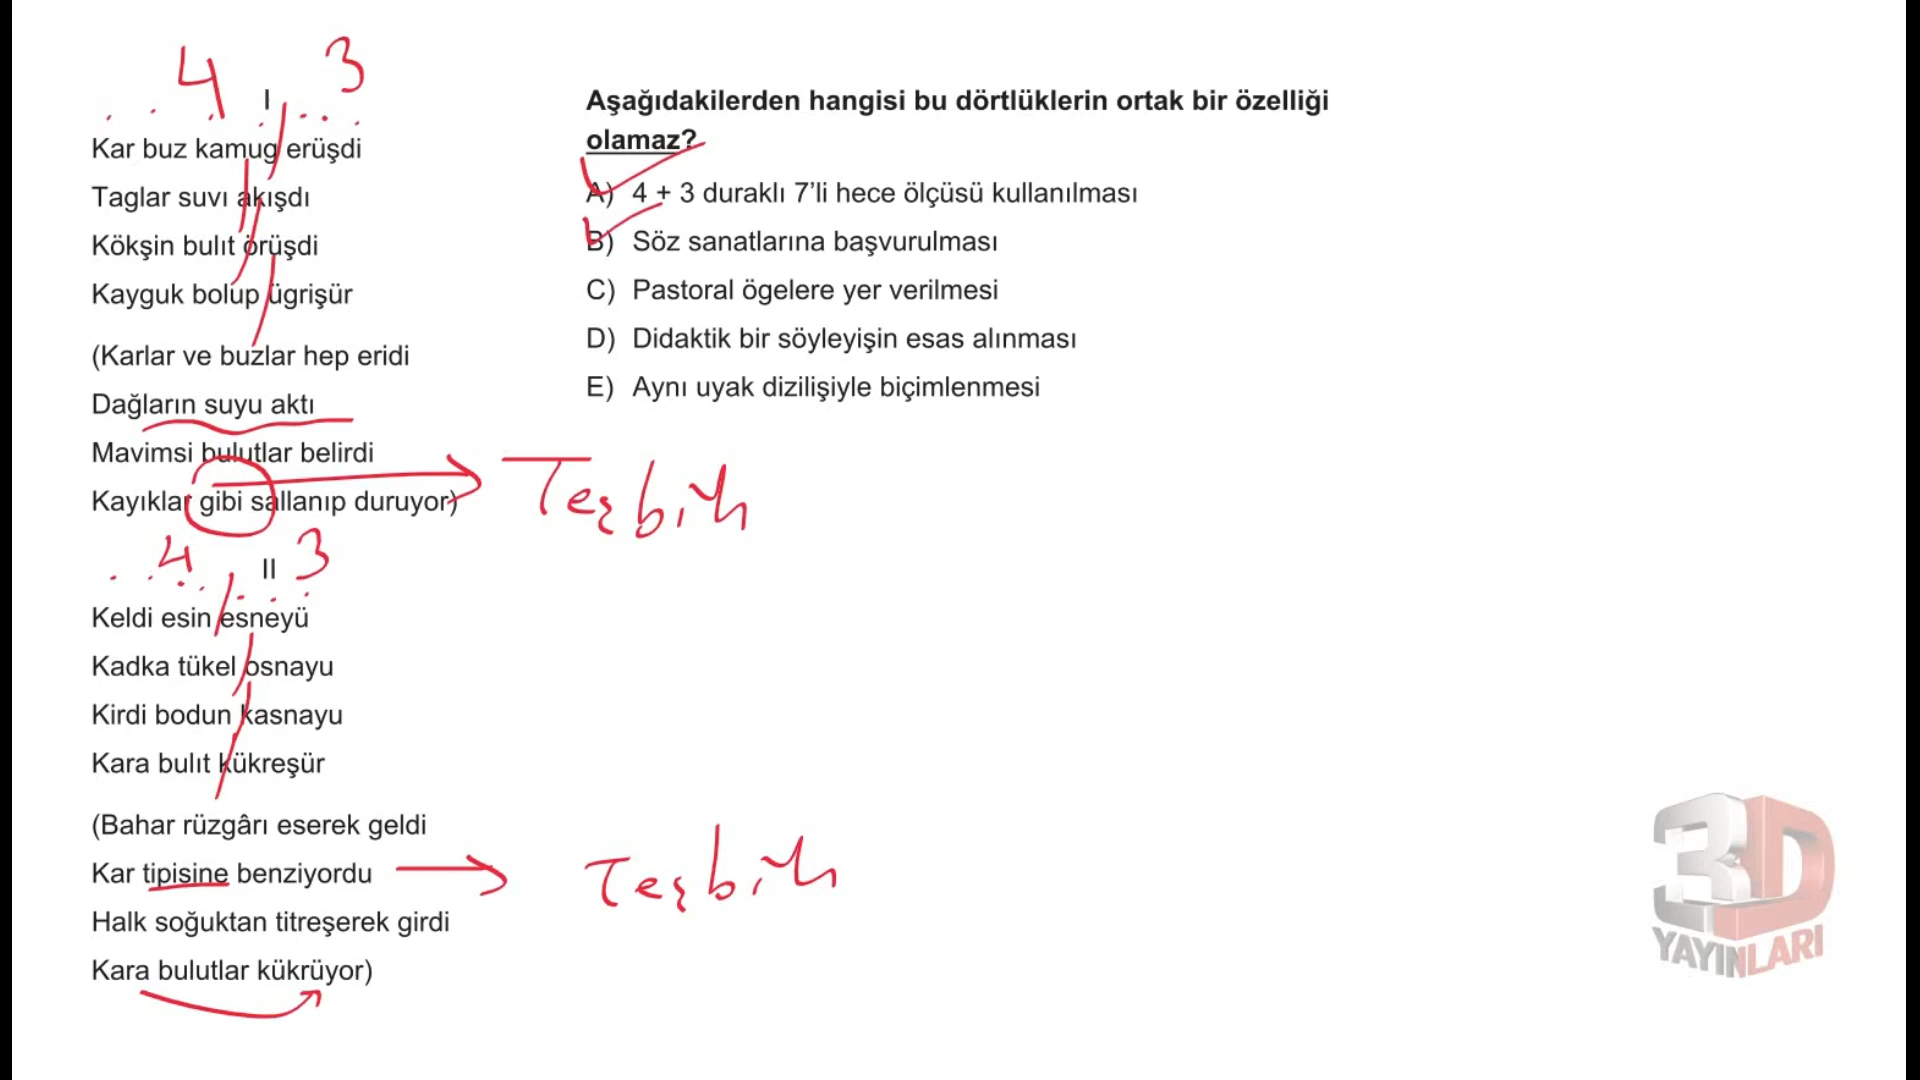 4 3
I
Kar buz kamug erüşdi
Taglar suvı akışdı
Kökşin bulıt örüşdi
Kayguk bolup ügrişür
(Karlar ve buzlar hep eridi
Dağların suyu aktı
Mavimsi bulutlar belirdi
Kayıklar gibi sallanıp duruyor)
Teşbih
4 3
II
Keldi esin esneyü
Kadka tükel osnayu
Kirdi bodun kasnayu
Kara bulıt kükreşür
(Bahar rüzgârı eserek geldi
Kar tipisine benziyordu
Teşbih
Halk soğuktan titreşerek girdi
Kara bulutlar kükrüyor)
Aşağıdakilerden hangisi bu dörtlüklerin ortak bir özelliği
olamaz?
A) 4 + 3 duraklı 7’li hece ölçüsü kullanılması
B) Söz sanatlarına başvurulması
C) Pastoral ögelere yer verilmesi
D) Didaktik bir söyleyişin esas alınması
E) Aynı uyak dizilişiyle biçimlenmesi
3D
YAYINLARI